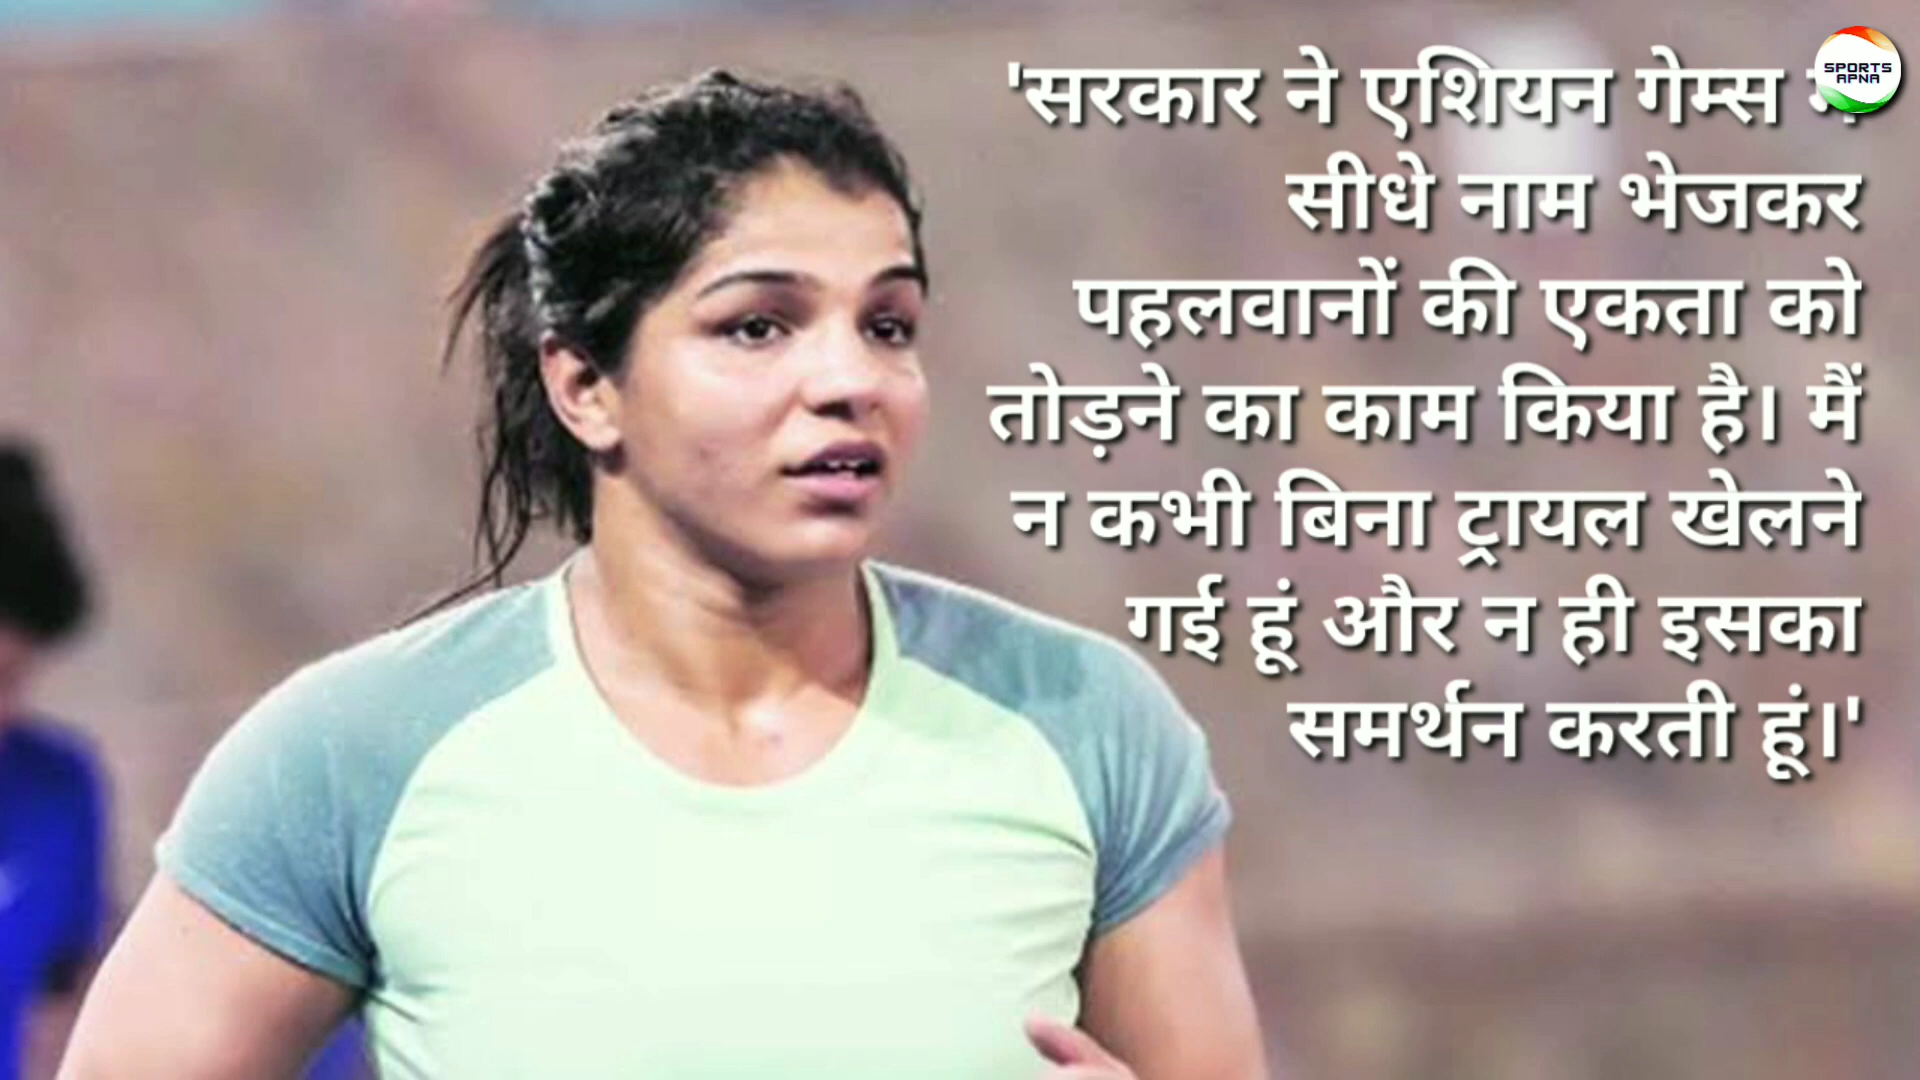 'सरकार ने एशियन गेम्स
सीधे नाम भेजकर
पहलवानों की एकता को
तोड़ने का काम किया है। मैं
न कभी बिना ट्रायल खेलने
गई हूं और न ही इसका
समर्थन करती हूं।'
SPORTS
APNA